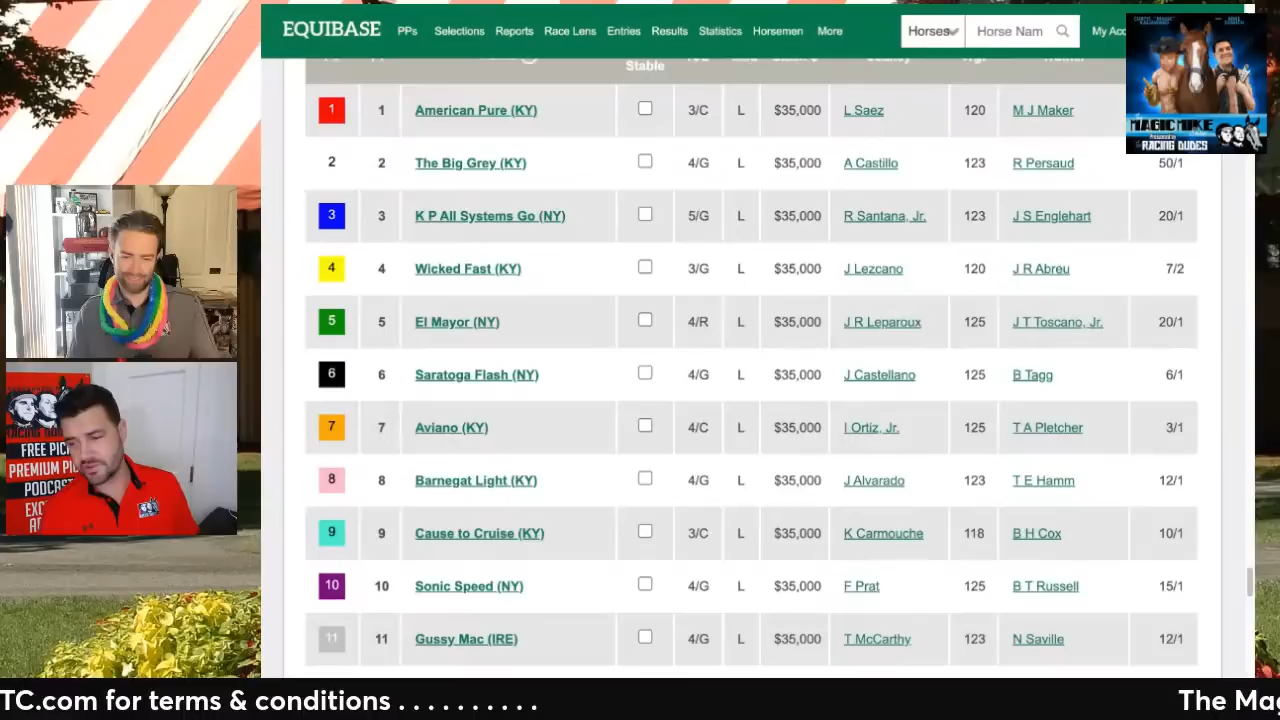 EQUIBASE PPs Selections Reports Race Lens Entries Results Statistics Horsemen More Horses Horse Nam My Acc
Stable
1 1 American Pure (KY) 3/C L $35,000 L Saez 120 M J Maker
2 2 The Big Grey (KY) 4/G L $35,000 A Castillo 123 R Persaud 50/1
3 3 K P All Systems Go (NY) 5/G L $35,000 R Santana, Jr. 123 J S Englehart 20/1
4 4 Wicked Fast (KY) 3/G L $35,000 J Lezcano 120 J R Abreu 7/2
5 5 El Mayor (NY) 4/R L $35,000 J R Leparoux 125 J T Toscano, Jr. 20/1
6 6 Saratoga Flash (NY) 4/G L $35,000 J Castellano 125 B Tagg 6/1
7 7 Aviano (KY) 4/C L $35,000 I Ortiz, Jr. 125 T A Pletcher 3/1
8 8 Barnegat Light (KY) 4/G L $35,000 J Alvarado 123 T E Hamm 12/1
9 9 Cause to Cruise (KY) 3/C L $35,000 K Carmouche 118 B H Cox 10/1
10 10 Sonic Speed (NY) 4/G L $35,000 F Prat 125 B T Russell 15/1
11 11 Gussy Mac (IRE) 4/G L $35,000 T McCarthy 123 N Saville 12/1
MAGIC MIKE
RACING DUDES
FREE PICK
PREMIUM PI
PODCAS
EXC
TC.com for terms & conditions . . . . . . . . . . The Mag